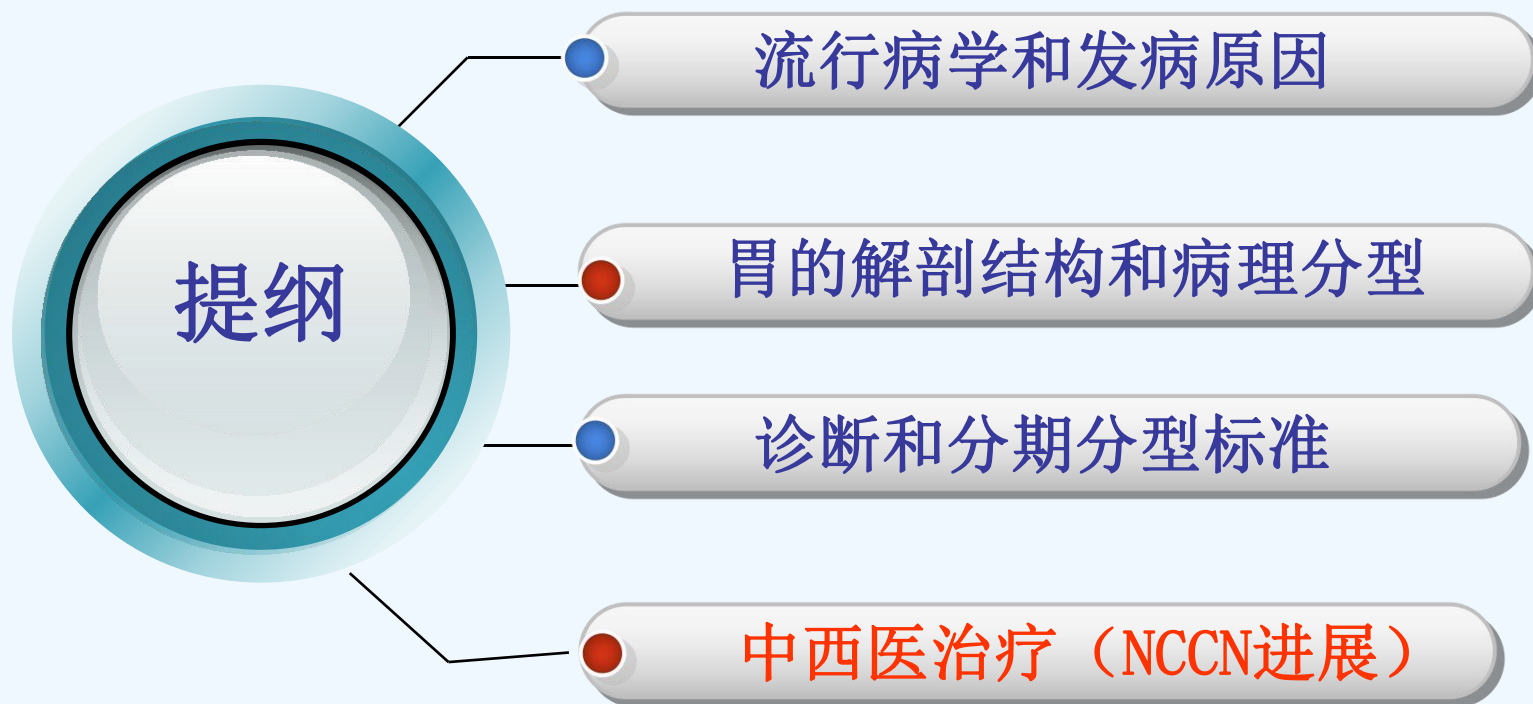 提纲
流行病学和发病原因
胃的解剖结构和病理分型
诊断和分期分型标准
中西医治疗（NCCN进展）